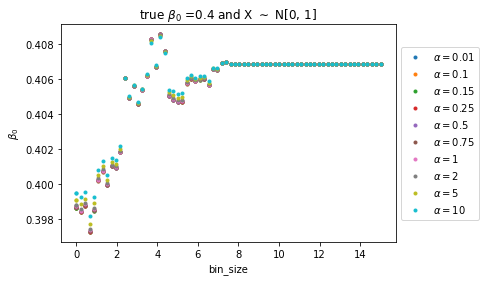 true β₀ =0.4 and X ∼ N[0, 1]
0.408
0.406
0.404
0.402
0.400
0.398
β₀
0 2 4 6 8 10 12 14
bin_size
α = 0.01
α = 0.1
α = 0.15
α = 0.25
α = 0.5
α = 0.75
α = 1
α = 2
α = 5
α = 10